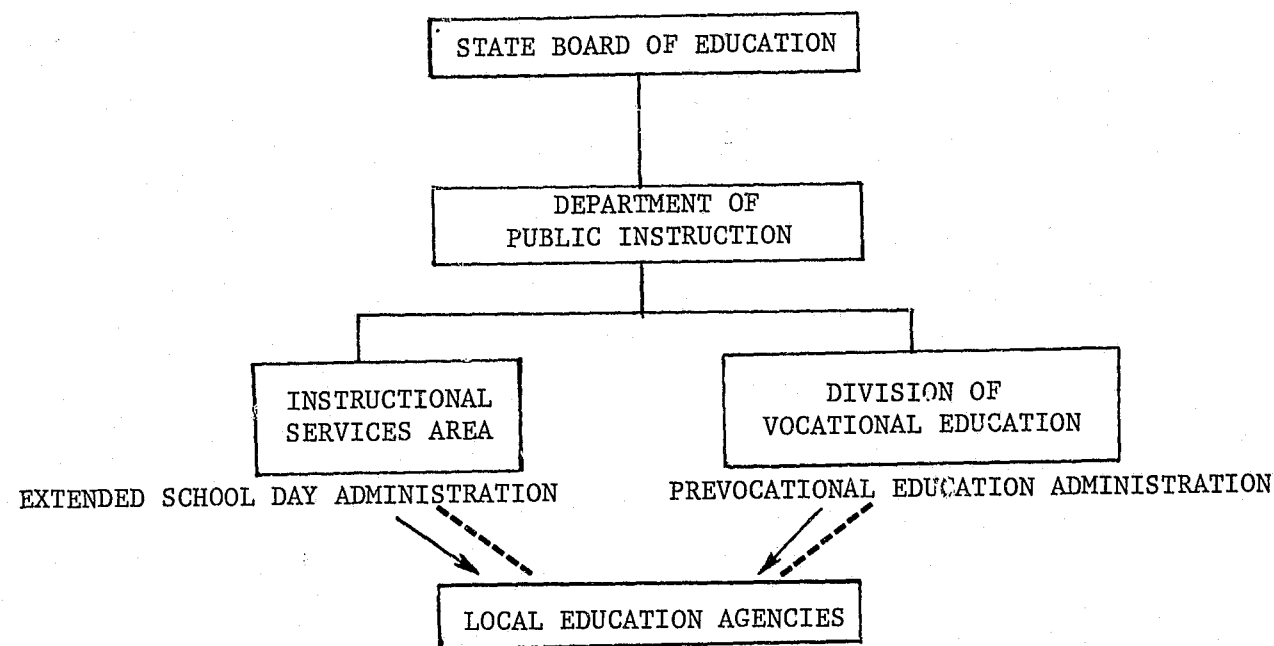 STATE BOARD OF EDUCATION
DEPARTMENT OF
PUBLIC INSTRUCTION
INSTRUCTIONAL
SERVICES AREA
DIVISION OF
VOCATIONAL EDUCATION
EXTENDED SCHOOL DAY ADMINISTRATION
PREVOCATIONAL EDUCATION ADMINISTRATION
LOCAL EDUCATION AGENCIES